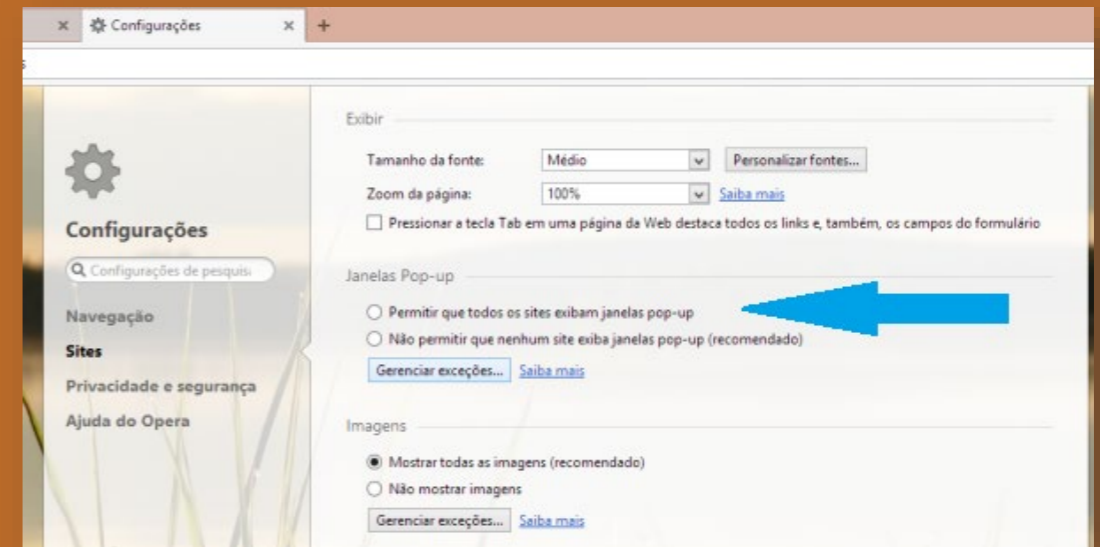 Configurações
s
Exibir
Tamanho da fonte: Médio Personalizar fontes...
Zoom da página: 100% Saiba mais
Pressionar a tecla Tab em uma página da Web destaca todos os links e, também, os campos do formulário
Configurações
Configurações de pesquis
Navegação
Sites
Privacidade e segurança
Ajuda do Opera
Janelas Pop-up
Permitir que todos os sites exibam janelas pop-up
Não permitir que nenhum site exiba janelas pop-up (recomendado)
Gerenciar exceções... Saiba mais
Imagens
Mostrar todas as imagens (recomendado)
Não mostrar imagens
Gerenciar exceções... Saiba mais